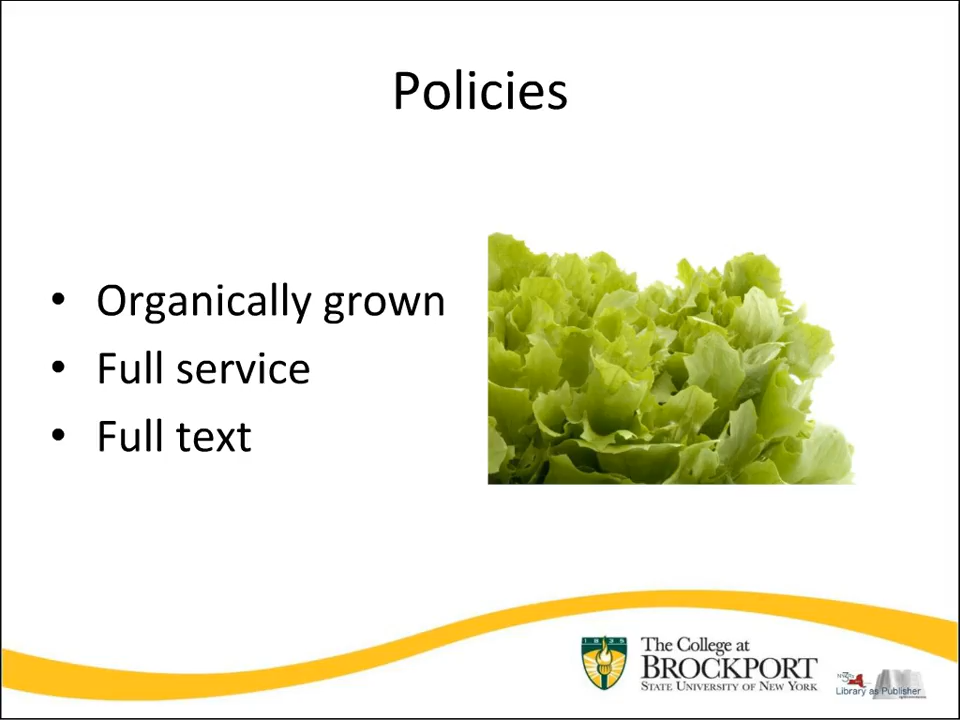 Policies
• Organically grown
• Full service
• Full text
1835
The College at
BROCKPORT
STATE UNIVERSITY OF NEW YORK
Library as Publisher